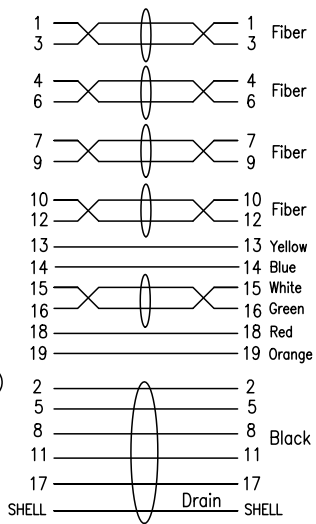 1 1 Fiber
3 3
4 4 Fiber
6 6
7 7 Fiber
9 9
10 10 Fiber
12 12
13 13 Yellow
14 14 Blue
15 15 White
16 16 Green
18 18 Red
19 19 Orange
2 2
5 5
8 8 Black
11 11
17 17
SHELL Drain SHELL